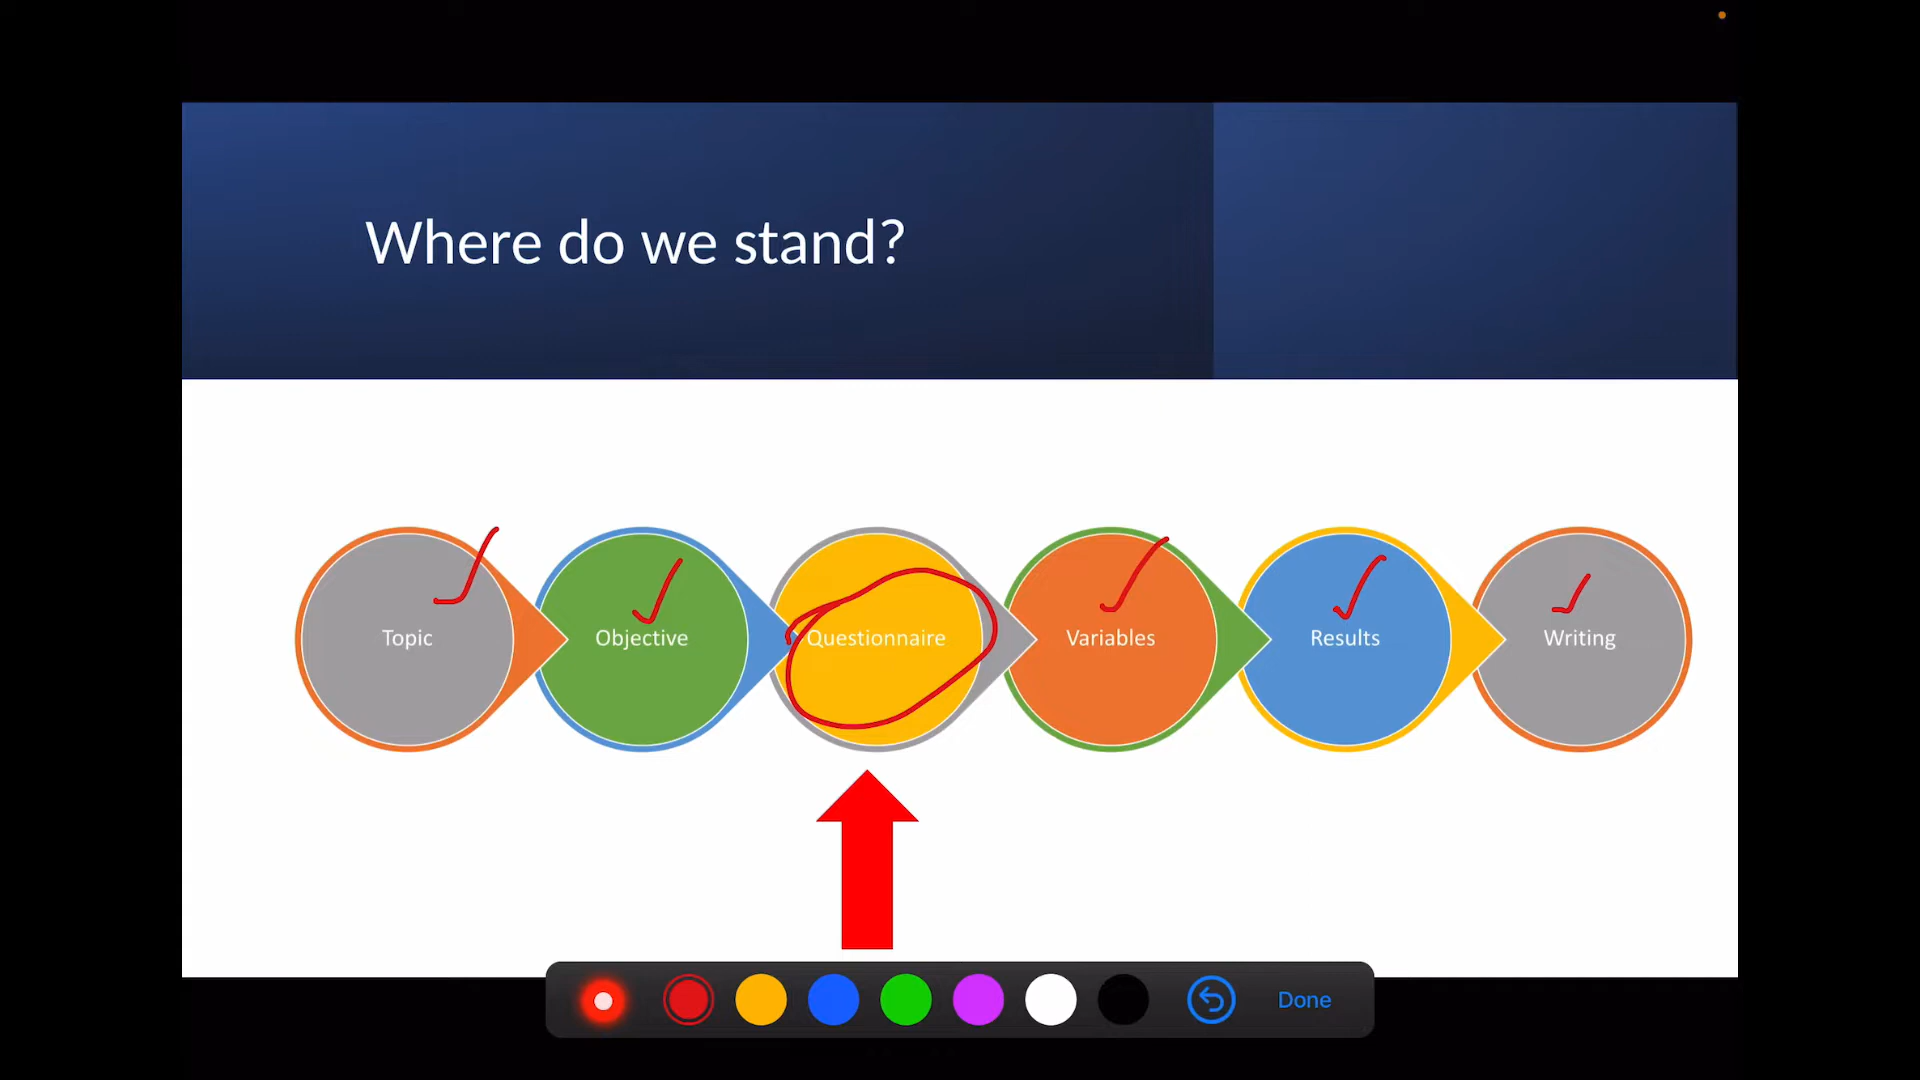 Where do we stand?
Topic
Objective
Questionnaire
Variables
Results
Writing
Done